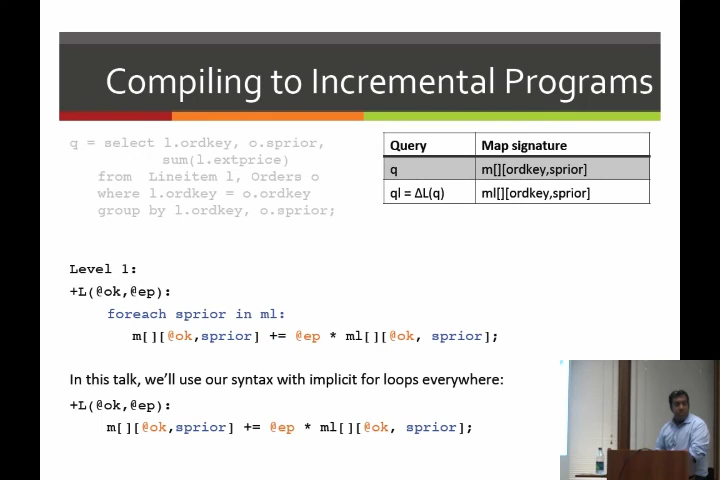 Compiling to Incremental Programs
q = select l.ordkey, o.sprior,
sum(l.extprice)
from Lineitem l, Orders o
where l.ordkey = o.ordkey
group by l.ordkey, o.sprior;
Query Map signature
q m[][ordkey,sprior]
ql = ΔL(q) ml[][ordkey,sprior]
Level 1:
+L(@ok,@ep):
foreach sprior in ml:
m[][@ok,sprior] += @ep * ml[][@ok, sprior];
In this talk, we'll use our syntax with implicit for loops everywhere:
+L(@ok,@ep):
m[][@ok,sprior] += @ep * ml[][@ok, sprior];